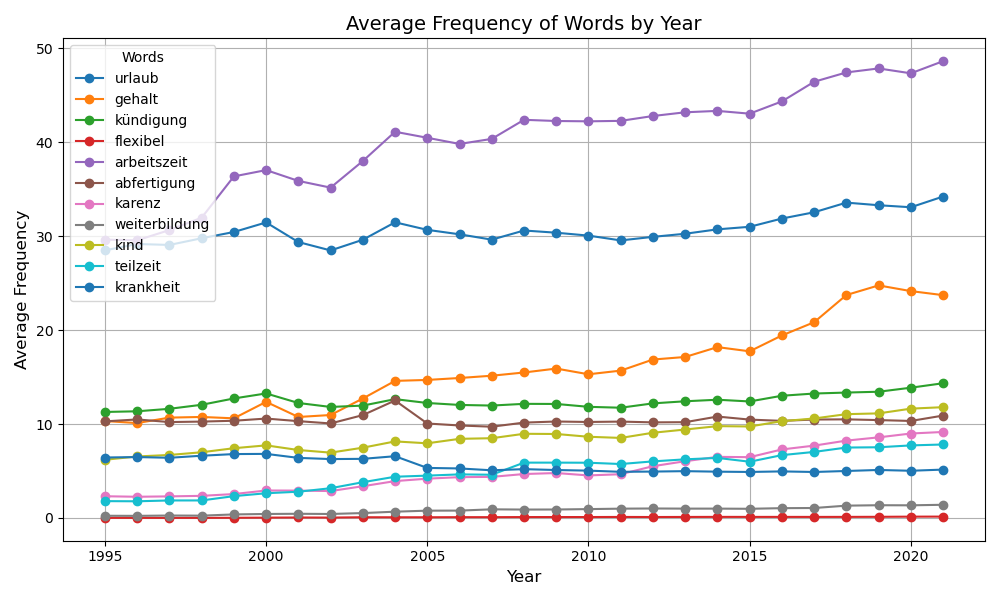 Average Frequency of Words by Year
Average Frequency
50
40
30
20
10
0
Words
urlaub
gehalt
kündigung
flexibel
arbeitszeit
abfertigung
karenz
weiterbildung
kind
teilzeit
krankheit
1995
2000
2005
2010
2015
2020
Year